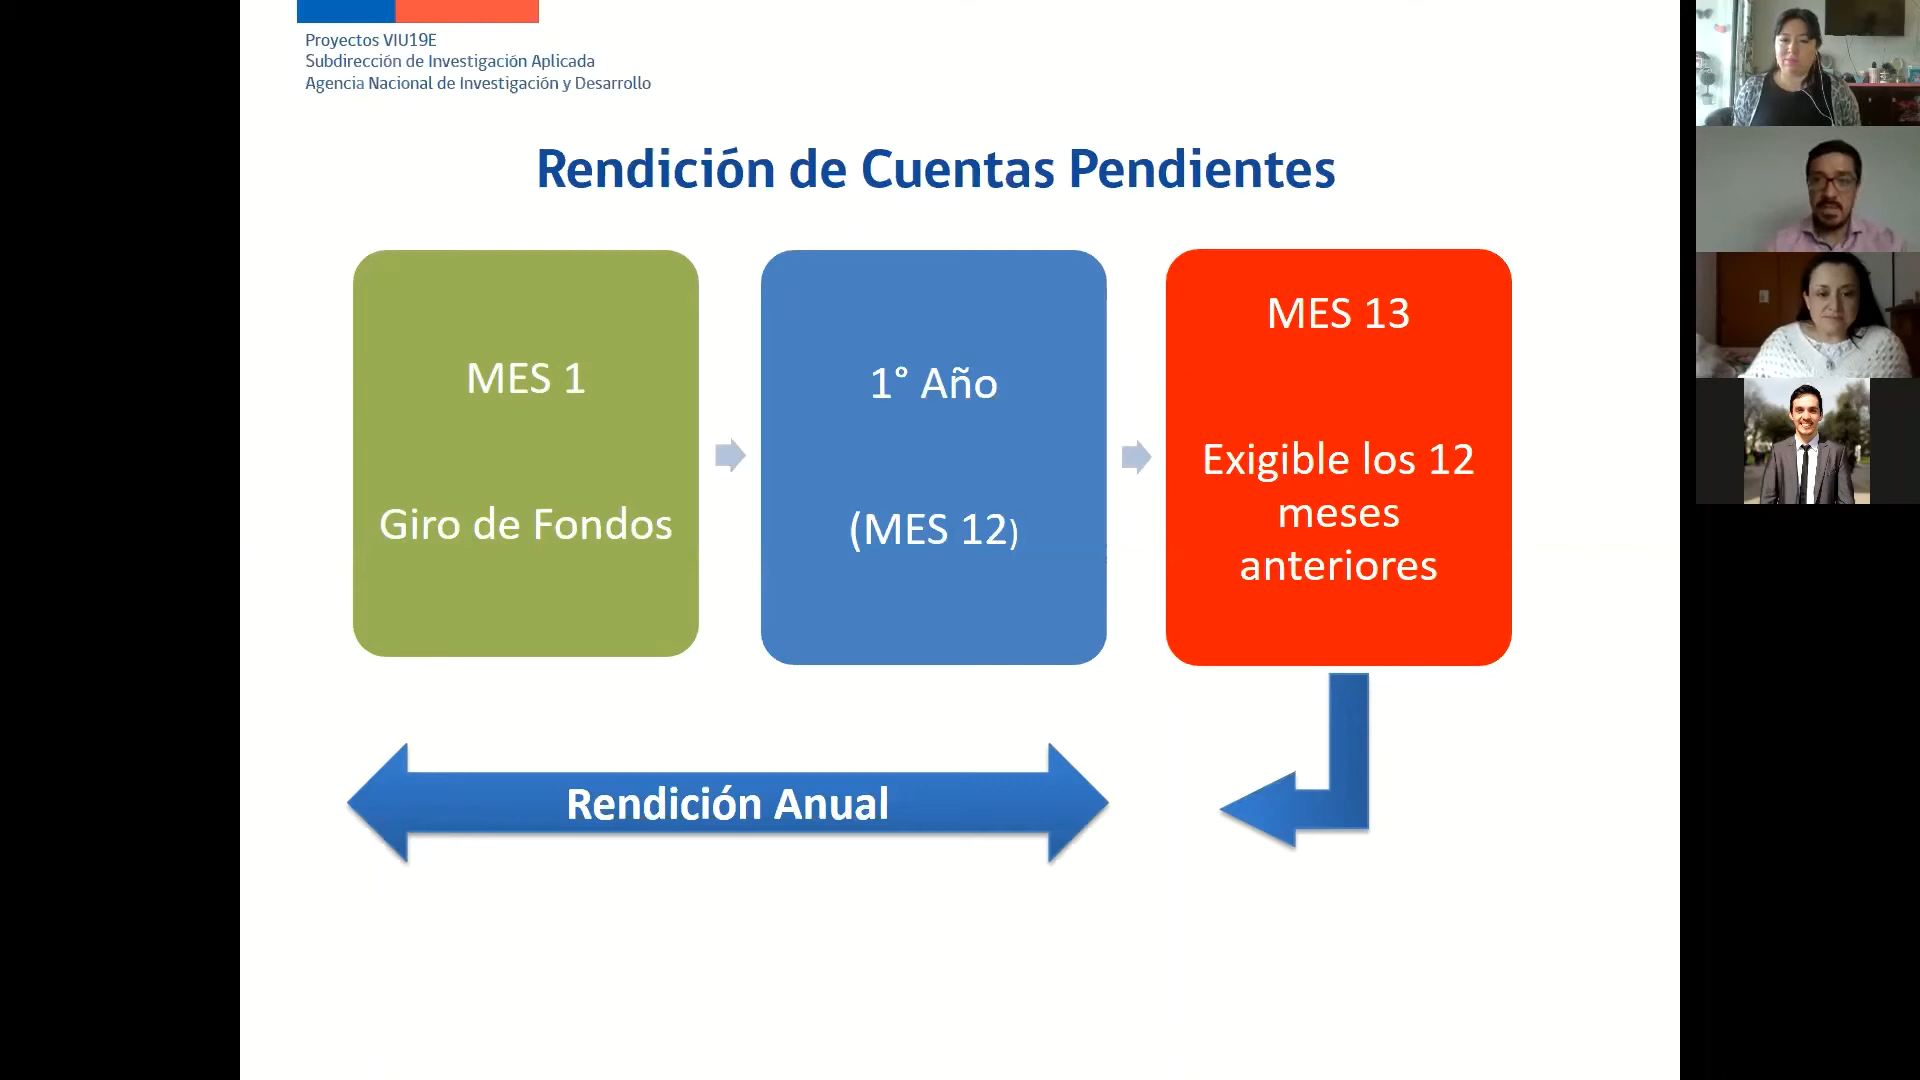 Proyectos VIU19E
Subdirección de Investigación Aplicada
Agencia Nacional de Investigación y Desarrollo
Rendición de Cuentas Pendientes
MES 1
Giro de Fondos
1° Año
(MES 12)
MES 13
Exigible los 12
meses
anteriores
Rendición Anual